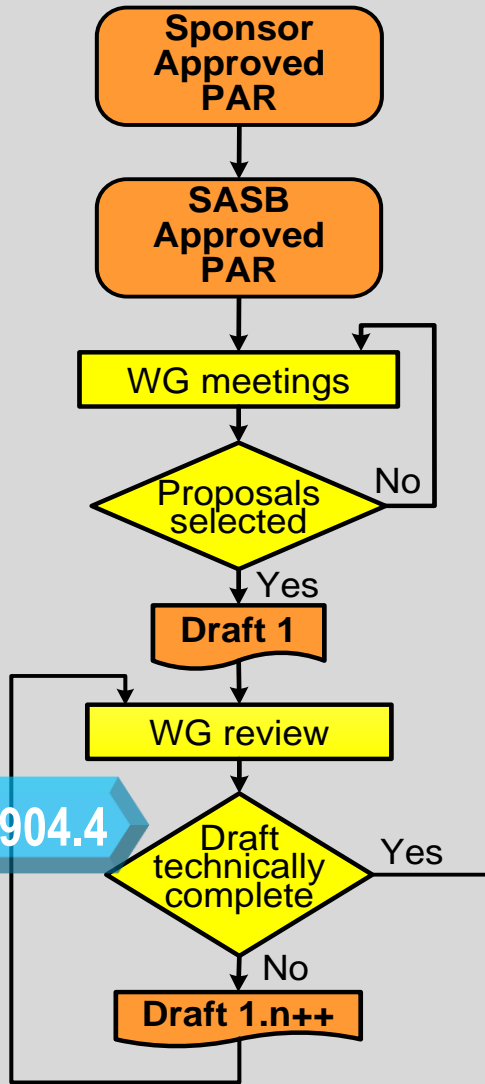 Sponsor
Approved
PAR
SASB
Approved
PAR
WG meetings
Proposals
selected
No
Yes
Draft 1
WG review
904.4
Draft
technically
complete
Yes
No
Draft 1.n++